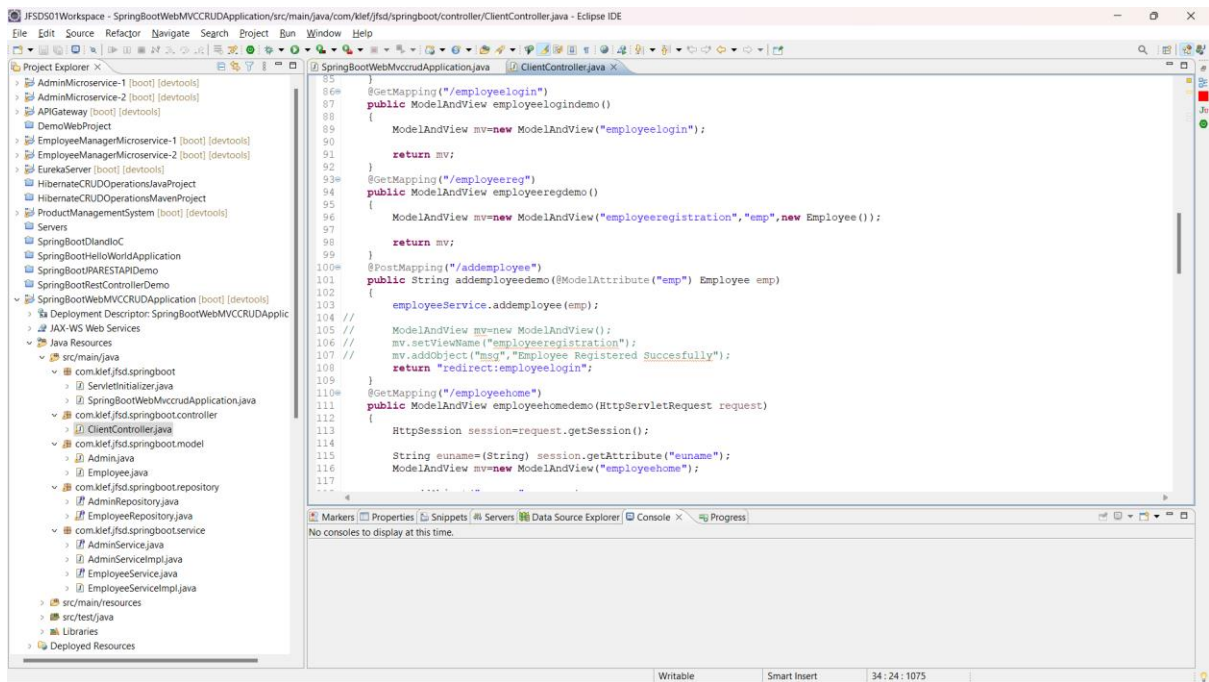 JFSDS01Workspace - SpringBootWebMVCCRUDApplication/src/main/java/com/klef/jfsd/springboot/controller/ClientController.java - Eclipse IDE
File Edit Source Refactor Navigate Search Project Run Window Help
Project Explorer
AdminMicroservice-1 [boot] [devtools]
AdminMicroservice-2 [boot] [devtools]
APIGateway [boot] [devtools]
DemoWebProject
EmployeeManagerMicroservice-1 [boot] [devtools]
EmployeeManagerMicroservice-2 [boot] [devtools]
EurekaServer [boot] [devtools]
HibernateCRUDOperationsJavaProject
HibernateCRUDOperationsMavenProject
ProductManagementSystem [boot] [devtools]
Servers
SpringBootDIandIoC
SpringBootHelloWorldApplication
SpringBootJPARESTAPIDemo
SpringBootRestControllerDemo
SpringBootWebMVCCRUDApplication [boot] [devtools]
Deployment Descriptor: SpringBootWebMVCCRUDApplic
JAX-WS Web Services
Java Resources
src/main/java
com.klef.jfsd.springboot
ServletInitializer.java
SpringBootWebMvccrudApplication.java
com.klef.jfsd.springboot.controller
ClientController.java
com.klef.jfsd.springboot.model
Admin.java
Employee.java
com.klef.jfsd.springboot.repository
AdminRepository.java
EmployeeRepository.java
com.klef.jfsd.springboot.service
AdminService.java
AdminServiceImpl.java
EmployeeService.java
EmployeeServiceImpl.java
src/main/resources
src/test/java
Libraries
Deployed Resources
SpringBootWebMvccrudApplication.java ClientController.java
85 }
86 @GetMapping("/employeelogin")
87 public ModelAndView employeelogindemo()
88 {
89 ModelAndView mv=new ModelAndView("employeelogin");
90
91 return mv;
92 }
93 @GetMapping("/employeereg")
94 public ModelAndView employeeregdemo()
95 {
96 ModelAndView mv=new ModelAndView("employeeregistration","emp",new Employee());
97
98 return mv;
99 }
100 @PostMapping("/addemployee")
101 public String addemployeedemo(@ModelAttribute("emp") Employee emp)
102 {
103 employeeService.addemployee(emp);
104 //
105 // ModelAndView mv=new ModelAndView();
106 // mv.setViewName("employeeregistration");
107 // mv.addObject("msg","Employee Registered Succesfully");
108 return "redirect:employeelogin";
109 }
110 @GetMapping("/employeehome")
111 public ModelAndView employeehomedemo(HttpServletRequest request)
112 {
113 HttpSession session=request.getSession();
114
115 String euname=(String) session.getAttribute("euname");
116 ModelAndView mv=new ModelAndView("employeehome");
117
Markers Properties Snippets Servers Data Source Explorer Console Progress
No consoles to display at this time.
Writable Smart Insert 34 : 24 : 1075